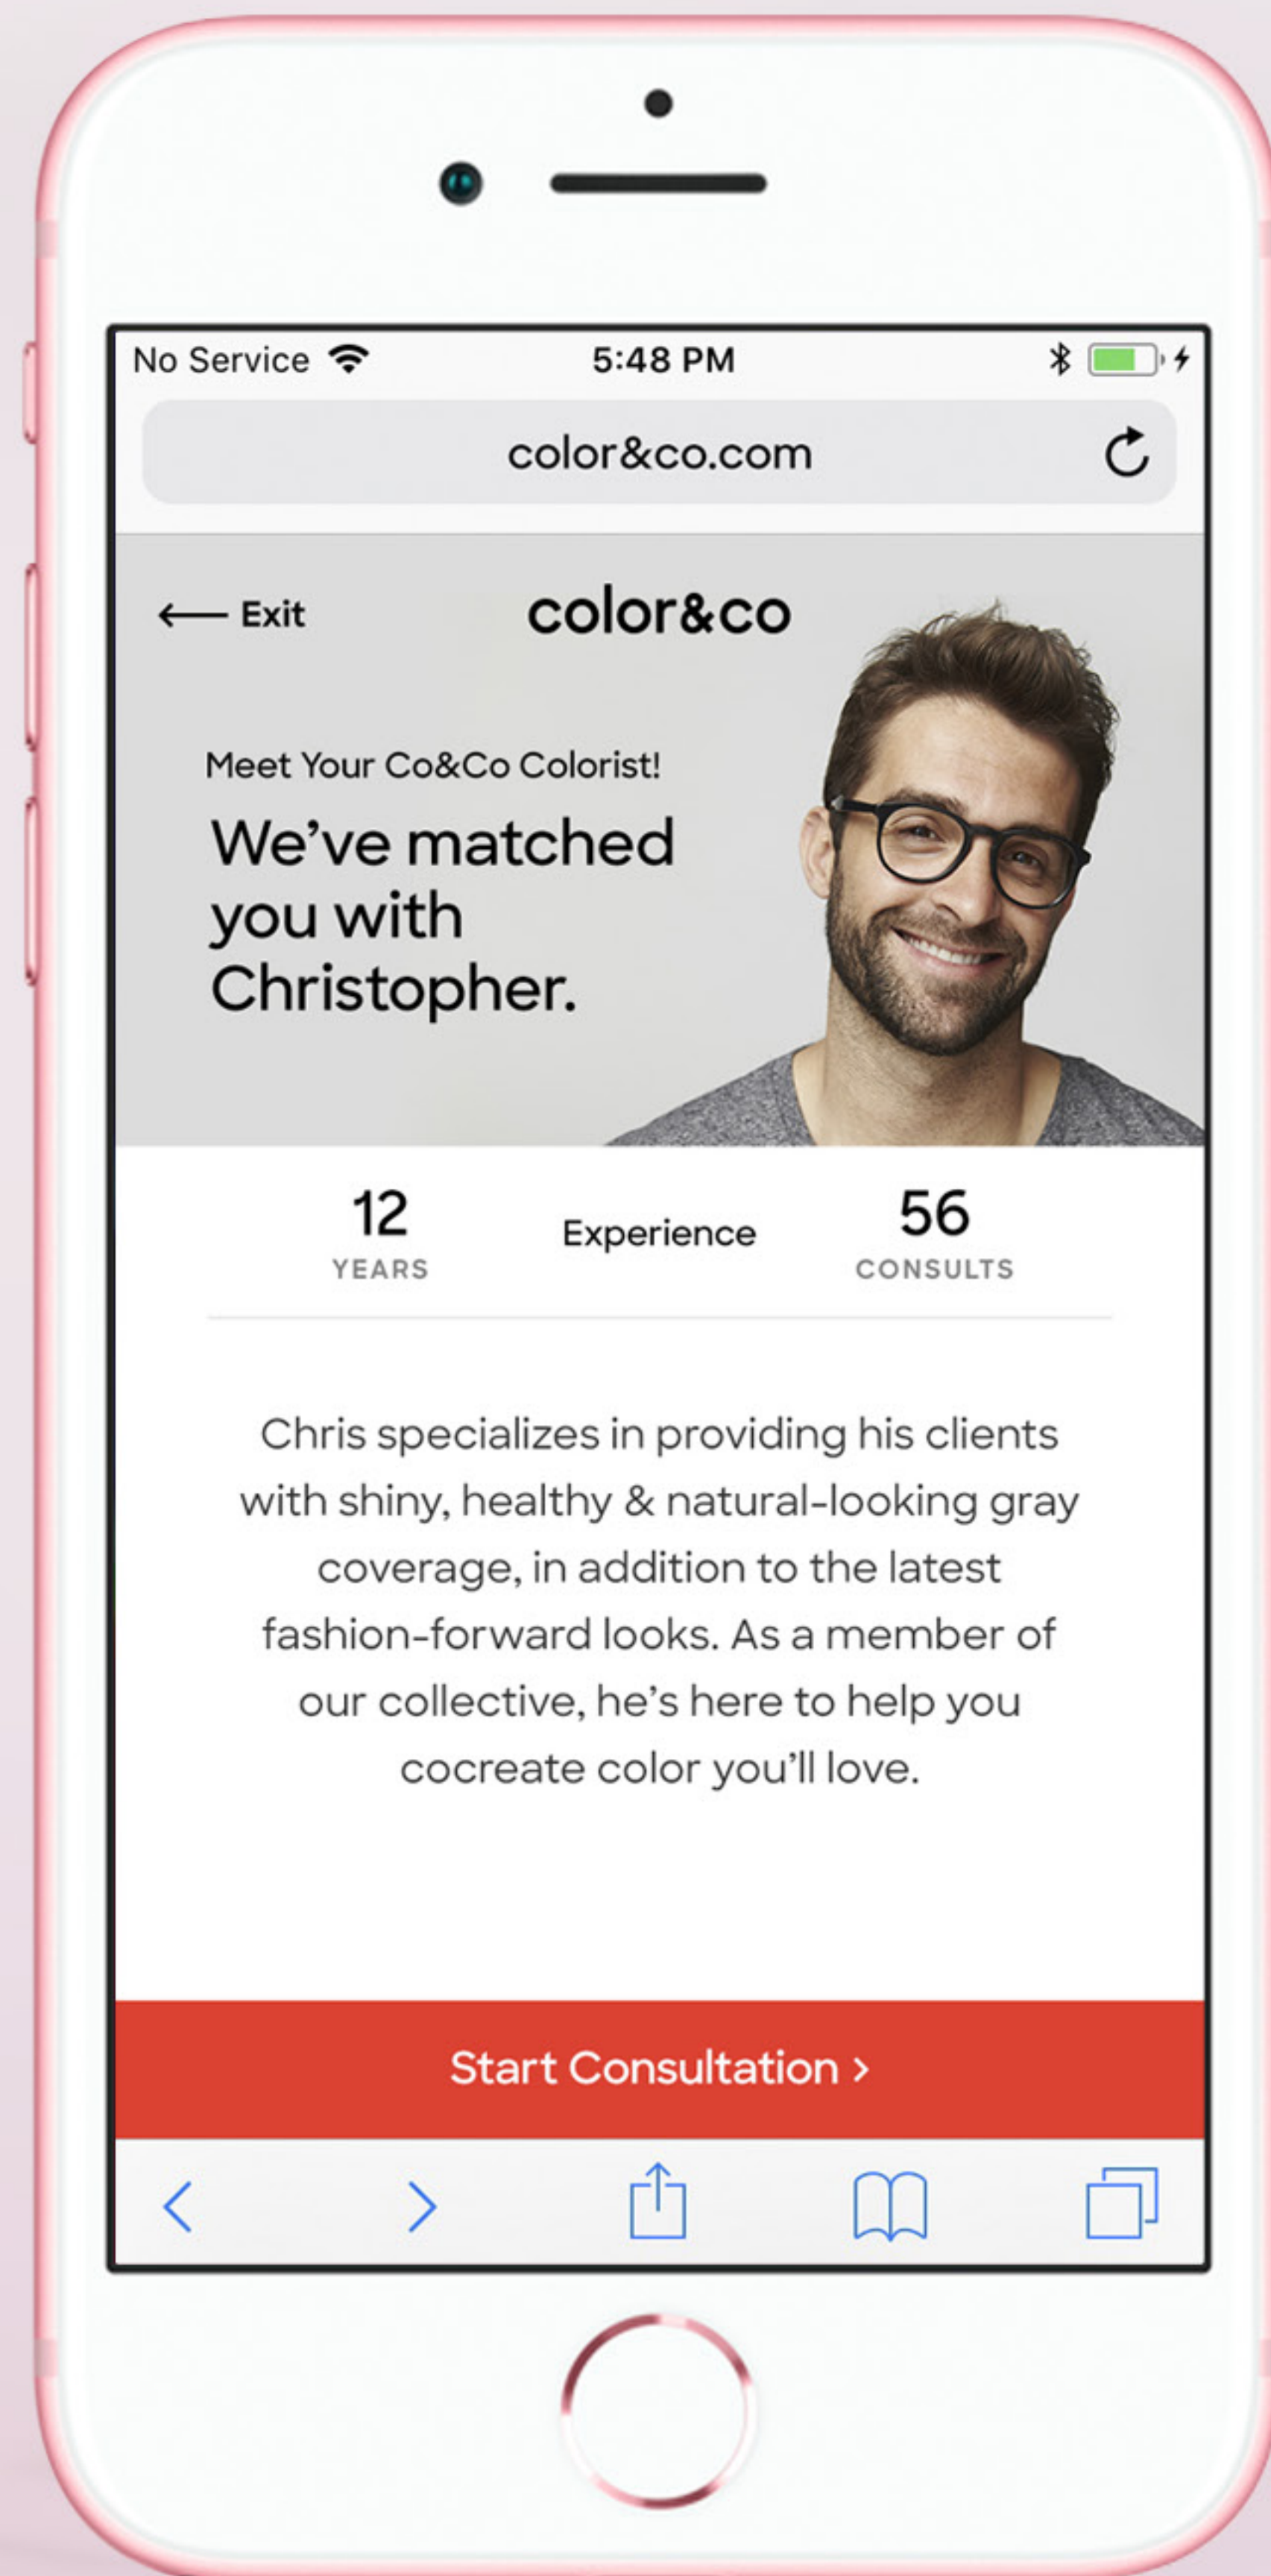 No Service 5:48 PM
color&co.com
Exit color&co
Meet Your Co&Co Colorist!
We've matched
you with
Christopher.
12 Experience 56
YEARS CONSULTS
Chris specializes in providing his clients
with shiny, healthy & natural-looking gray
coverage, in addition to the latest
fashion-forward looks. As a member of
our collective, he's here to help you
cocreate color you'll love.
Start Consultation >